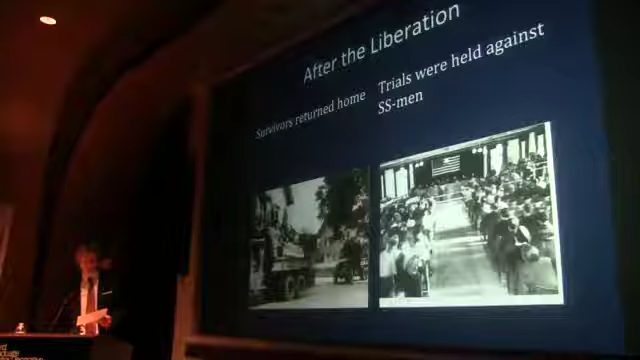 After the Liberation
Survivors returned home
Trials were held against
SS-men